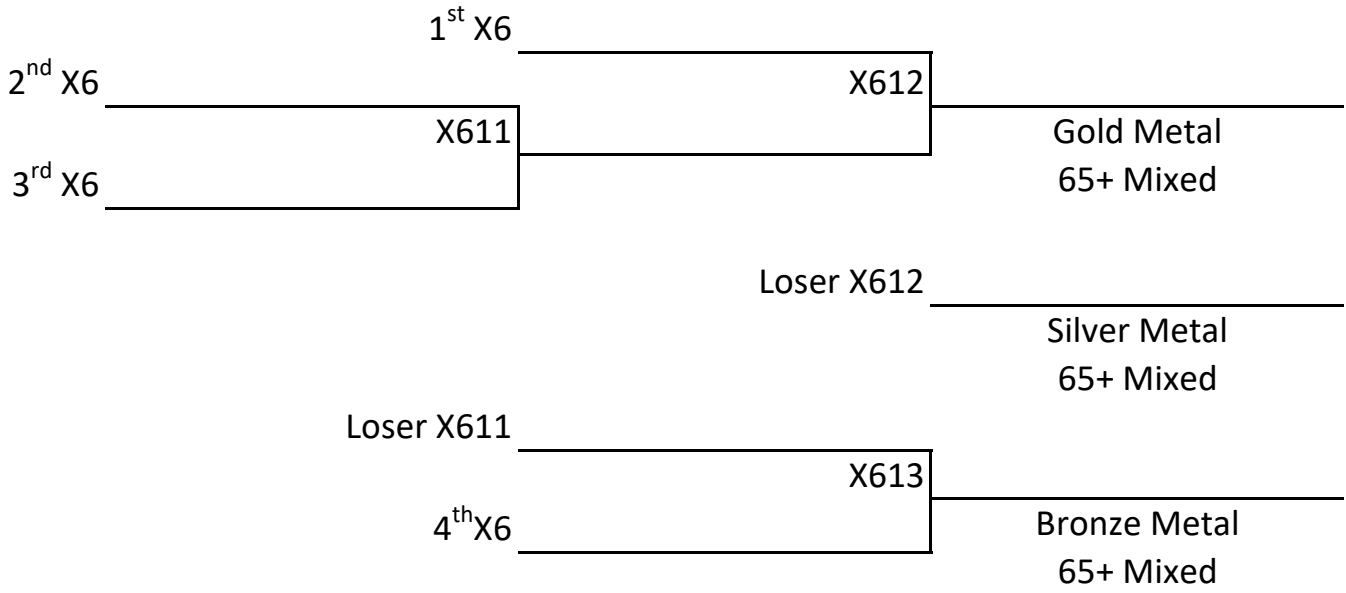 1st X6
2nd X6
X612
X611
Gold Metal
3rd X6
65+ Mixed
Loser X612
Silver Metal
65+ Mixed
Loser X611
X613
4thX6
Bronze Metal
65+ Mixed